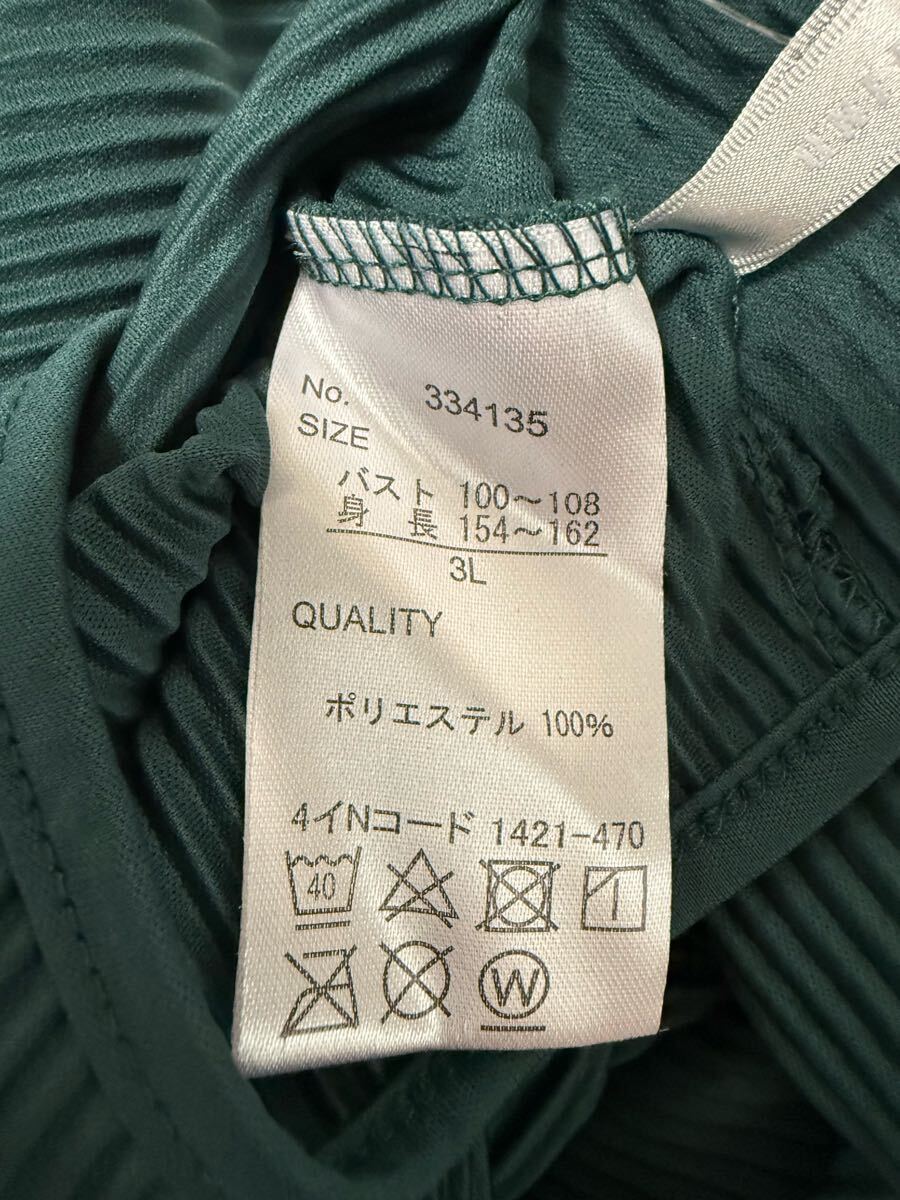 No. 334135
SIZE
バスト 100～108
身 長 154～162
3L
QUALITY
ポリエステル 100%
4イNコード 1421-470
40
W